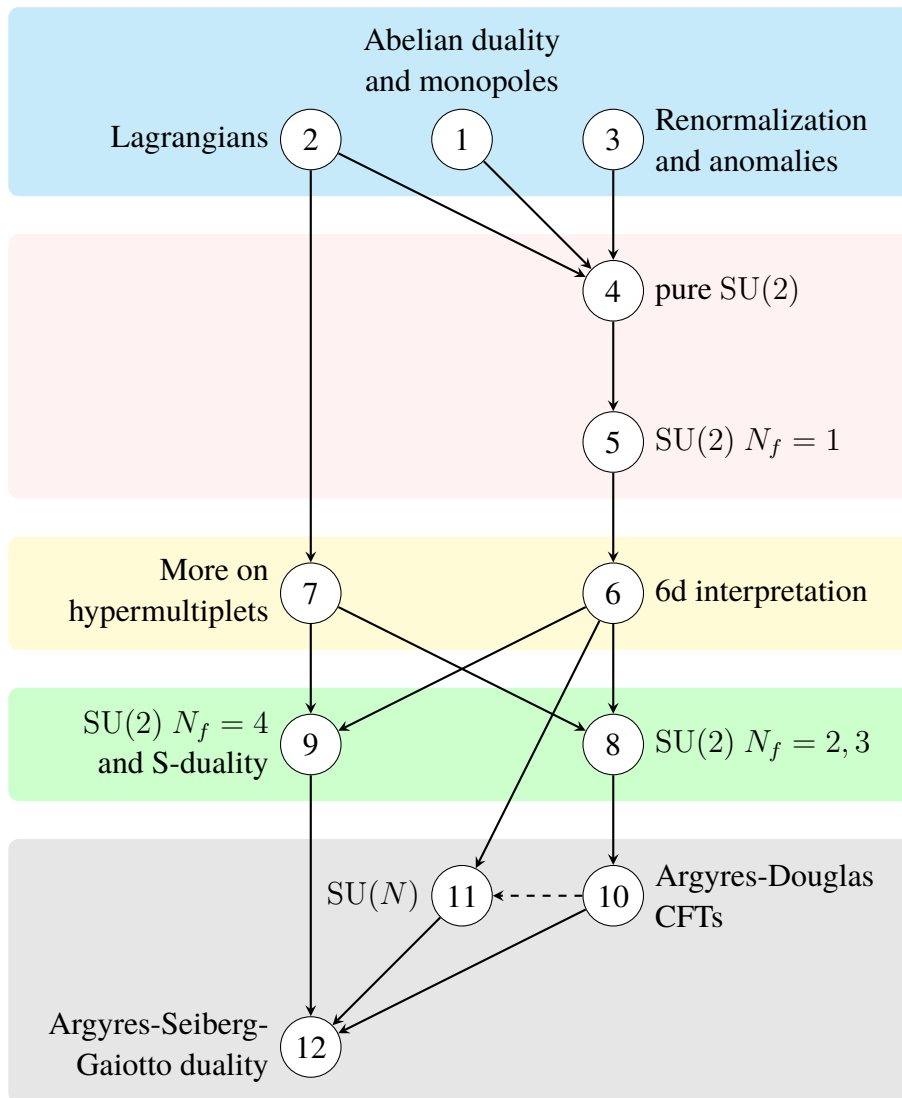 Abelian duality
and monopoles
Lagrangians
2
1
3
Renormalization
and anomalies
4
pure SU(2)
5
SU(2) N_f = 1
More on
hypermultiplets
7
6
6d interpretation
SU(2) N_f = 4
and S-duality
9
8
SU(2) N_f = 2, 3
SU(N)
11
10
Argyres-Douglas
CFTs
Argyres-Seiberg-
Gaiotto duality
12